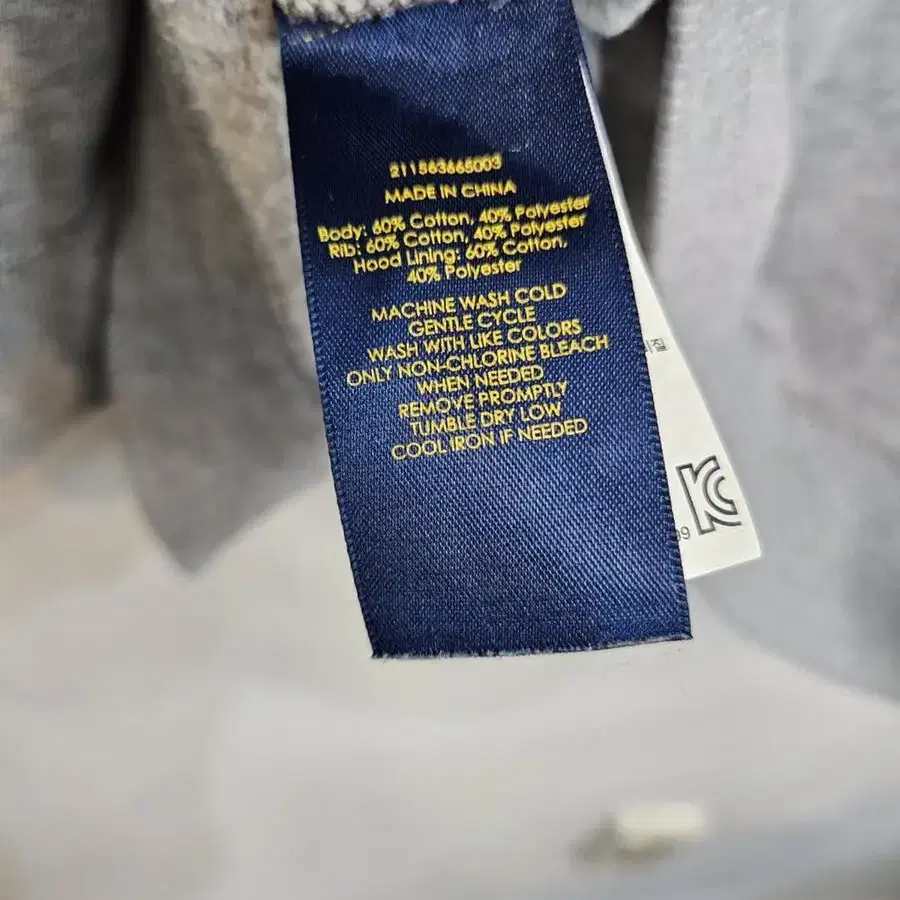 211563665003
MADE IN CHINA
Body: 60% Cotton, 40% Polyester
Rib: 60% Cotton, 40% Polyester
Hood Lining: 60% Cotton,
40% Polyester
MACHINE WASH COLD
GENTLE CYCLE
WASH WITH LIKE COLORS
ONLY NON-CHLORINE BLEACH
WHEN NEEDED
REMOVE PROMPTLY
TUMBLE DRY LOW
COOL IRON IF NEEDED
KC